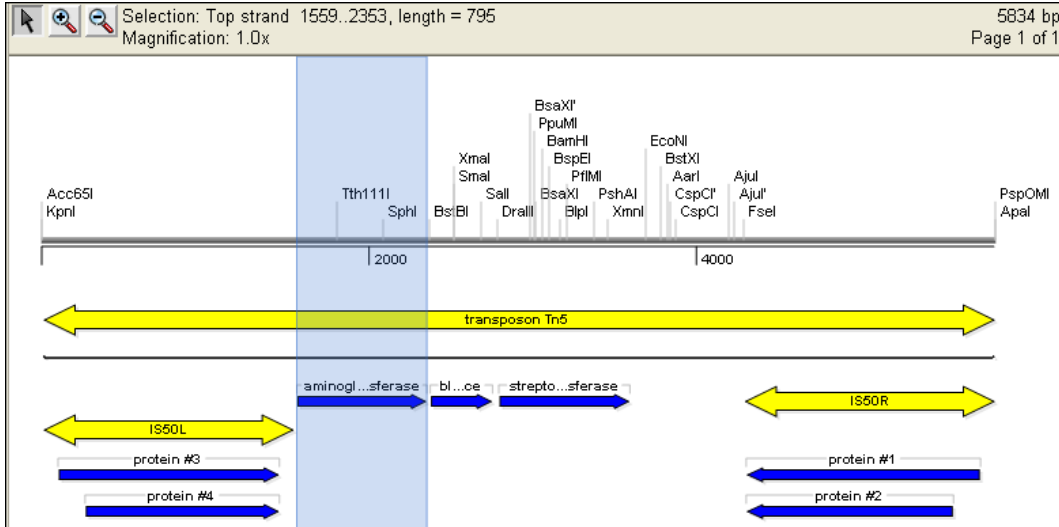 Selection: Top strand 1559..2353, length = 795 5834 bp
Magnification: 1.0x Page 1 of 1
BsaXI'
PpuMI
XmaI BamHI EcoNI
Acc65I Tth111I SmaI BspEI BstXI
SalI PflMI AarI AjuI PspOMI
KpnI SphI BstBI DraIII BsaXI PshAI CspCI' AjuI' ApaI
BlpI XmnI CspCI FseI
2000 4000
transposon Tn5
aminogl...sferase bl...ce strepto...sferase
IS50L IS50R
protein #3 protein #1
protein #4 protein #2